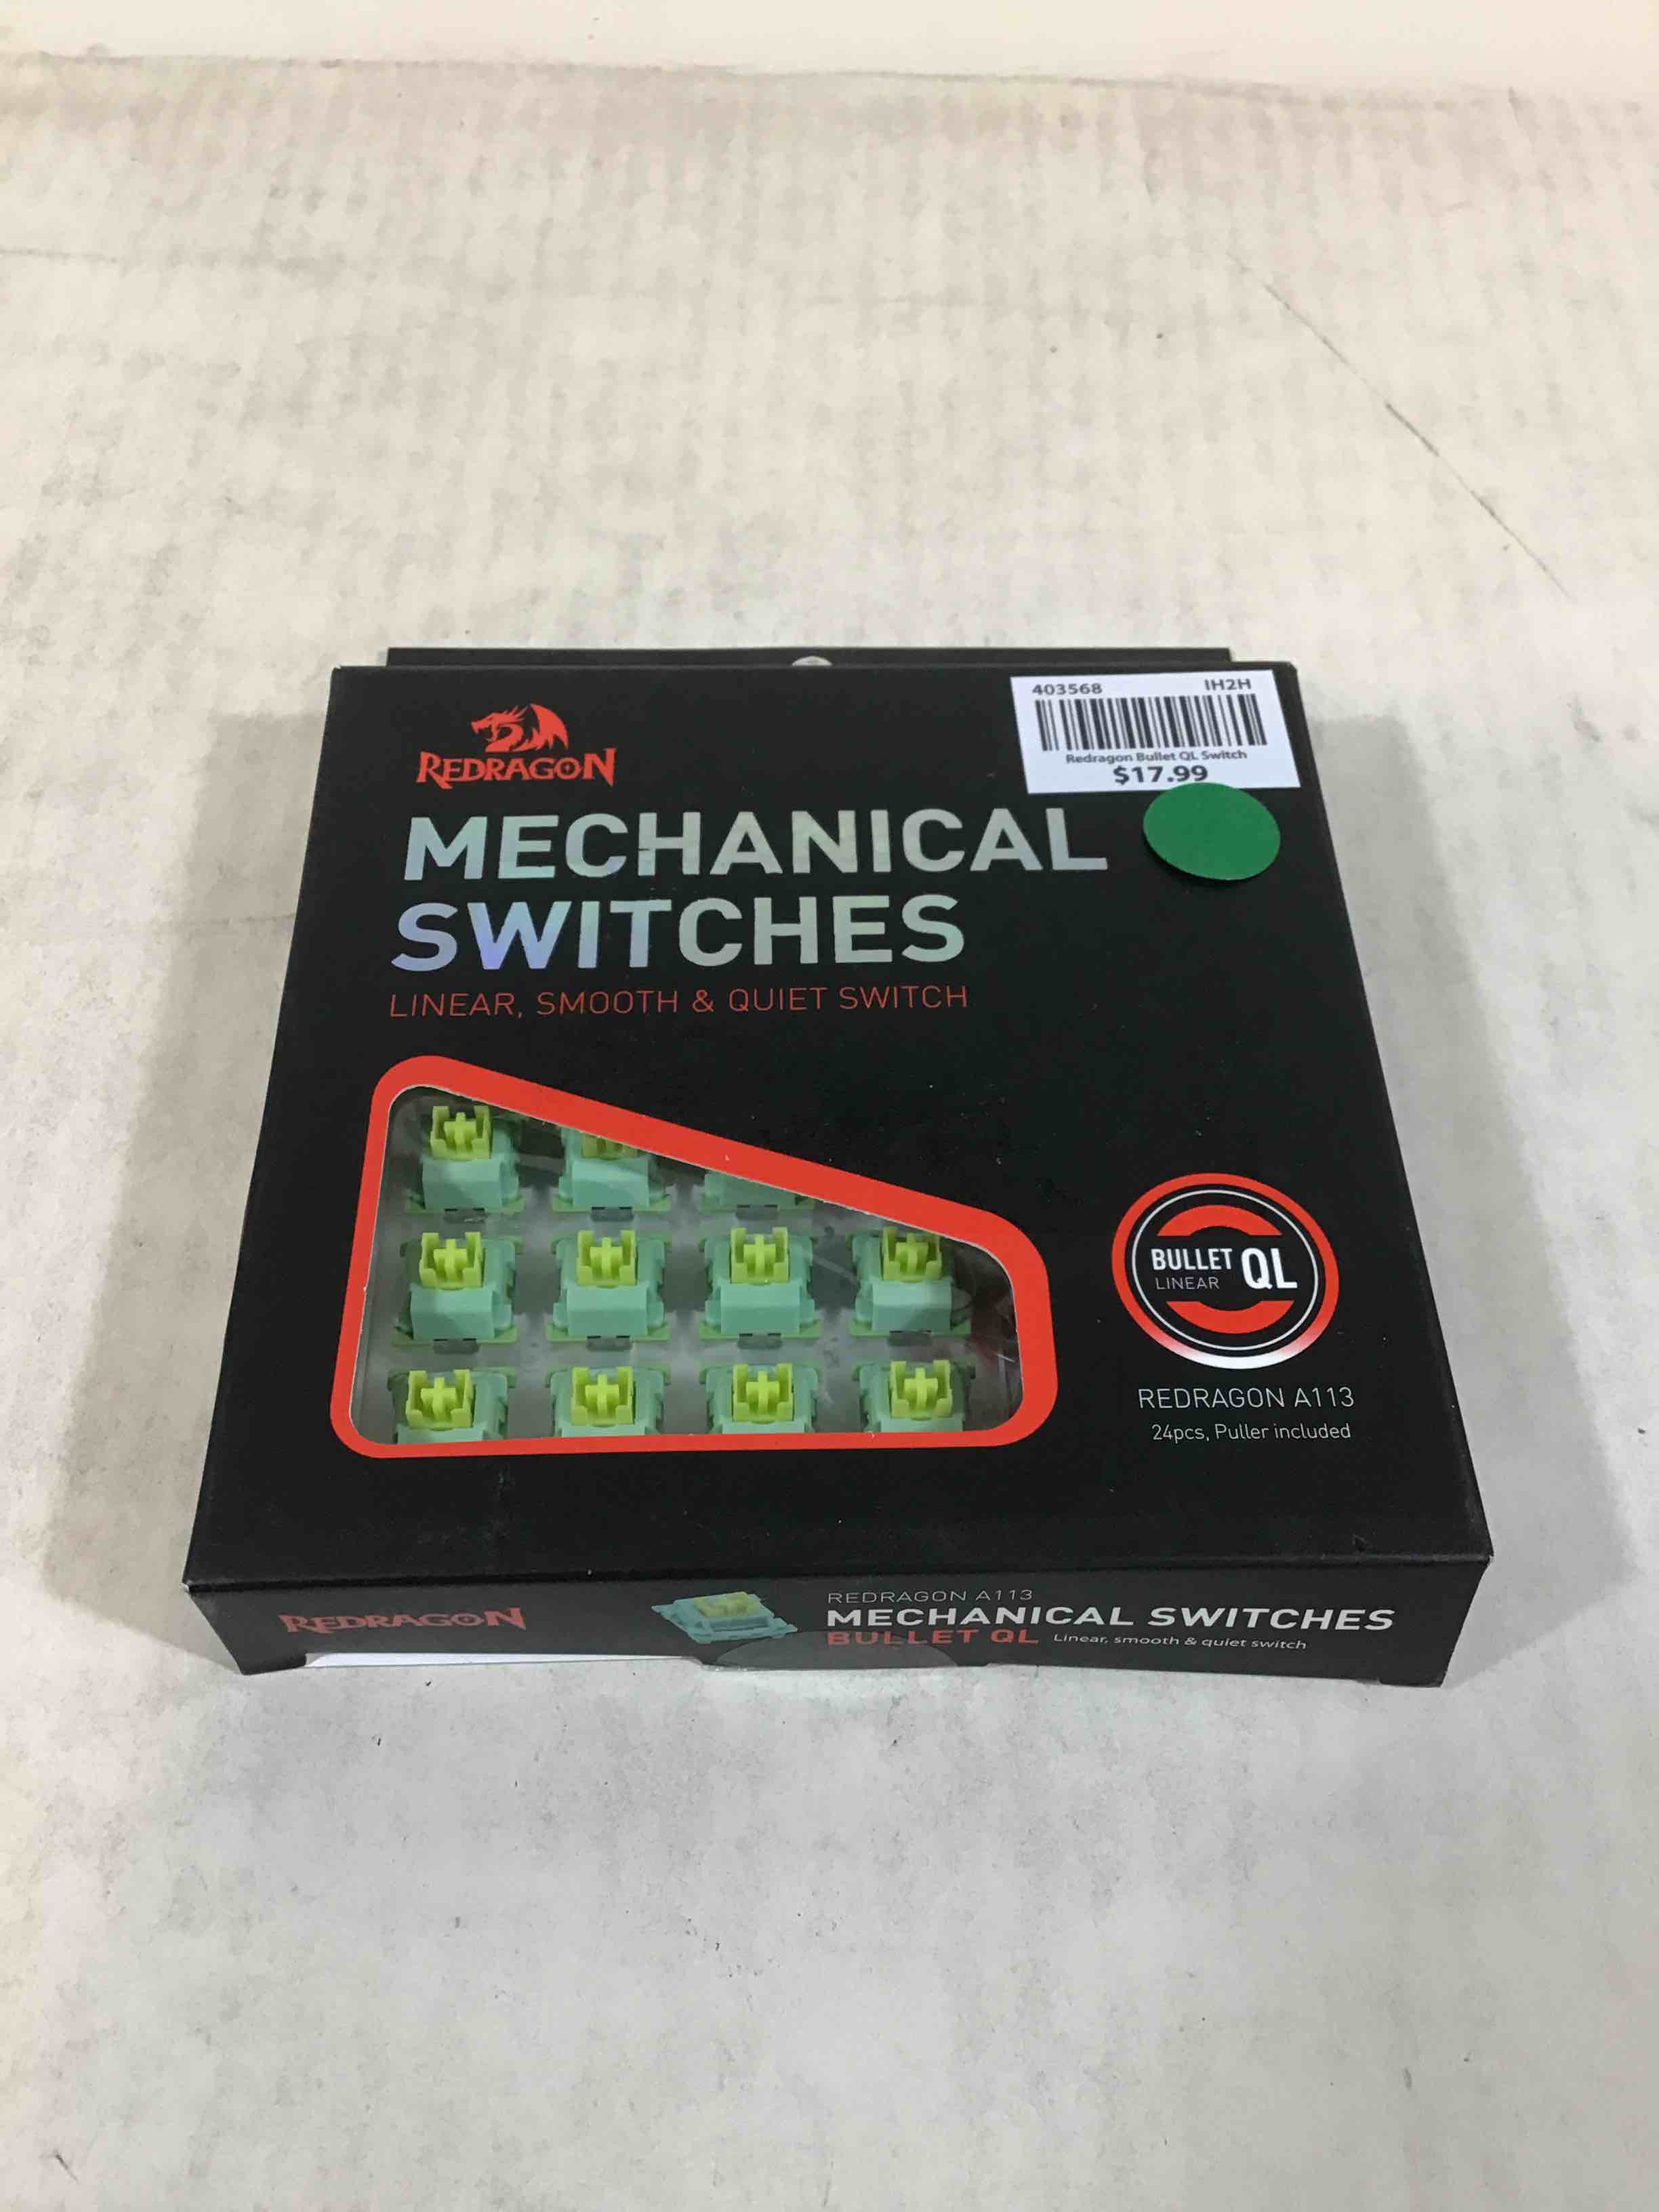 403568 IH2H
Redragon Bullet QL Switch
$17.99
REDRAGON
MECHANICAL
SWITCHES
LINEAR, SMOOTH & QUIET SWITCH
BULLET QL
LINEAR
REDRAGON A113
24pcs, Puller included
REDRAGON
REDRAGON A113
MECHANICAL SWITCHES
BULLET QL Linear, smooth & quiet switch